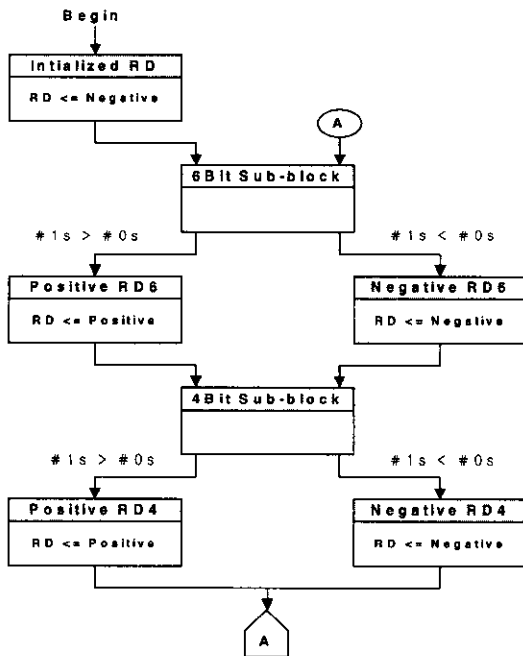 Begin
Intialized RD
RD <= Negative
A
6Bit Sub-block
#1s > #0s
#1s < #0s
Positive RD6
Negative RD6
RD <= Positive
RD <= Negative
4Bit Sub-block
#1s > #0s
#1s < #0s
Positive RD4
Negative RD4
RD <= Positive
RD <= Negative
A